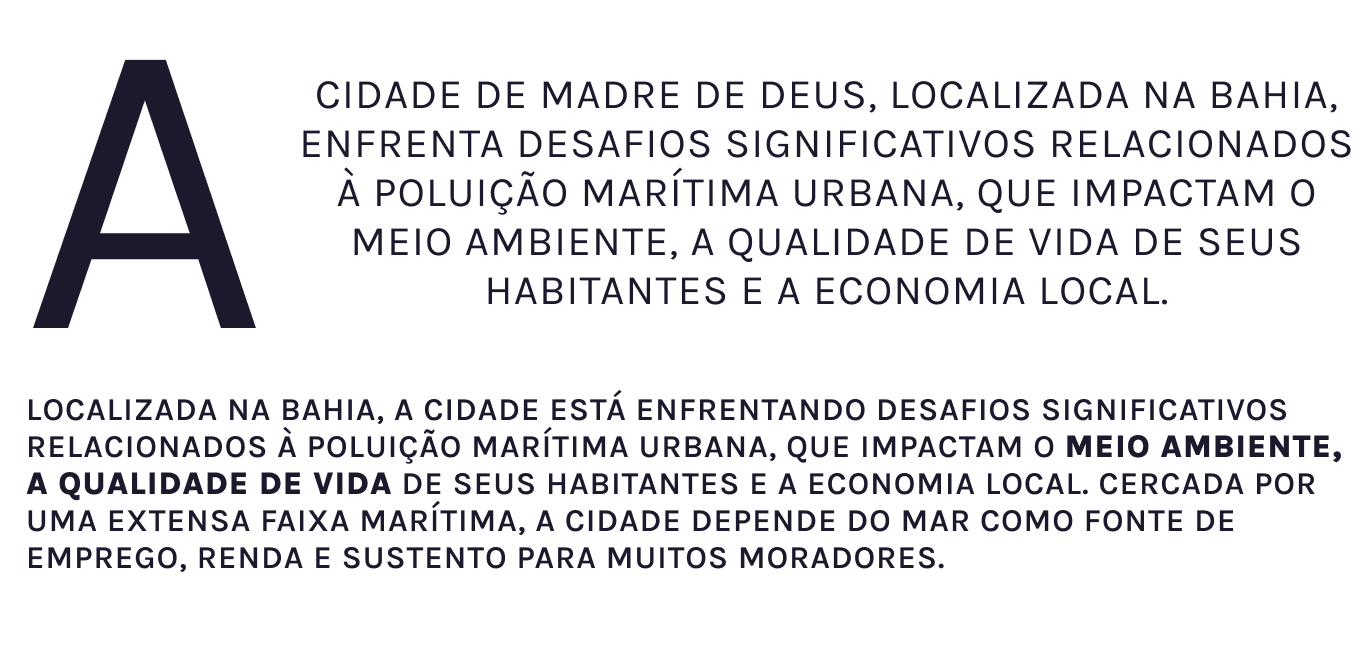 A
CIDADE DE MADRE DE DEUS, LOCALIZADA NA BAHIA,
ENFRENTA DESAFIOS SIGNIFICATIVOS RELACIONADOS
À POLUIÇÃO MARÍTIMA URBANA, QUE IMPACTAM O
MEIO AMBIENTE, A QUALIDADE DE VIDA DE SEUS
HABITANTES E A ECONOMIA LOCAL.
LOCALIZADA NA BAHIA, A CIDADE ESTÁ ENFRENTANDO DESAFIOS SIGNIFICATIVOS
RELACIONADOS À POLUIÇÃO MARÍTIMA URBANA, QUE IMPACTAM O MEIO AMBIENTE,
A QUALIDADE DE VIDA DE SEUS HABITANTES E A ECONOMIA LOCAL. CERCADA POR
UMA EXTENSA FAIXA MARÍTIMA, A CIDADE DEPENDE DO MAR COMO FONTE DE
EMPREGO, RENDA E SUSTENTO PARA MUITOS MORADORES.